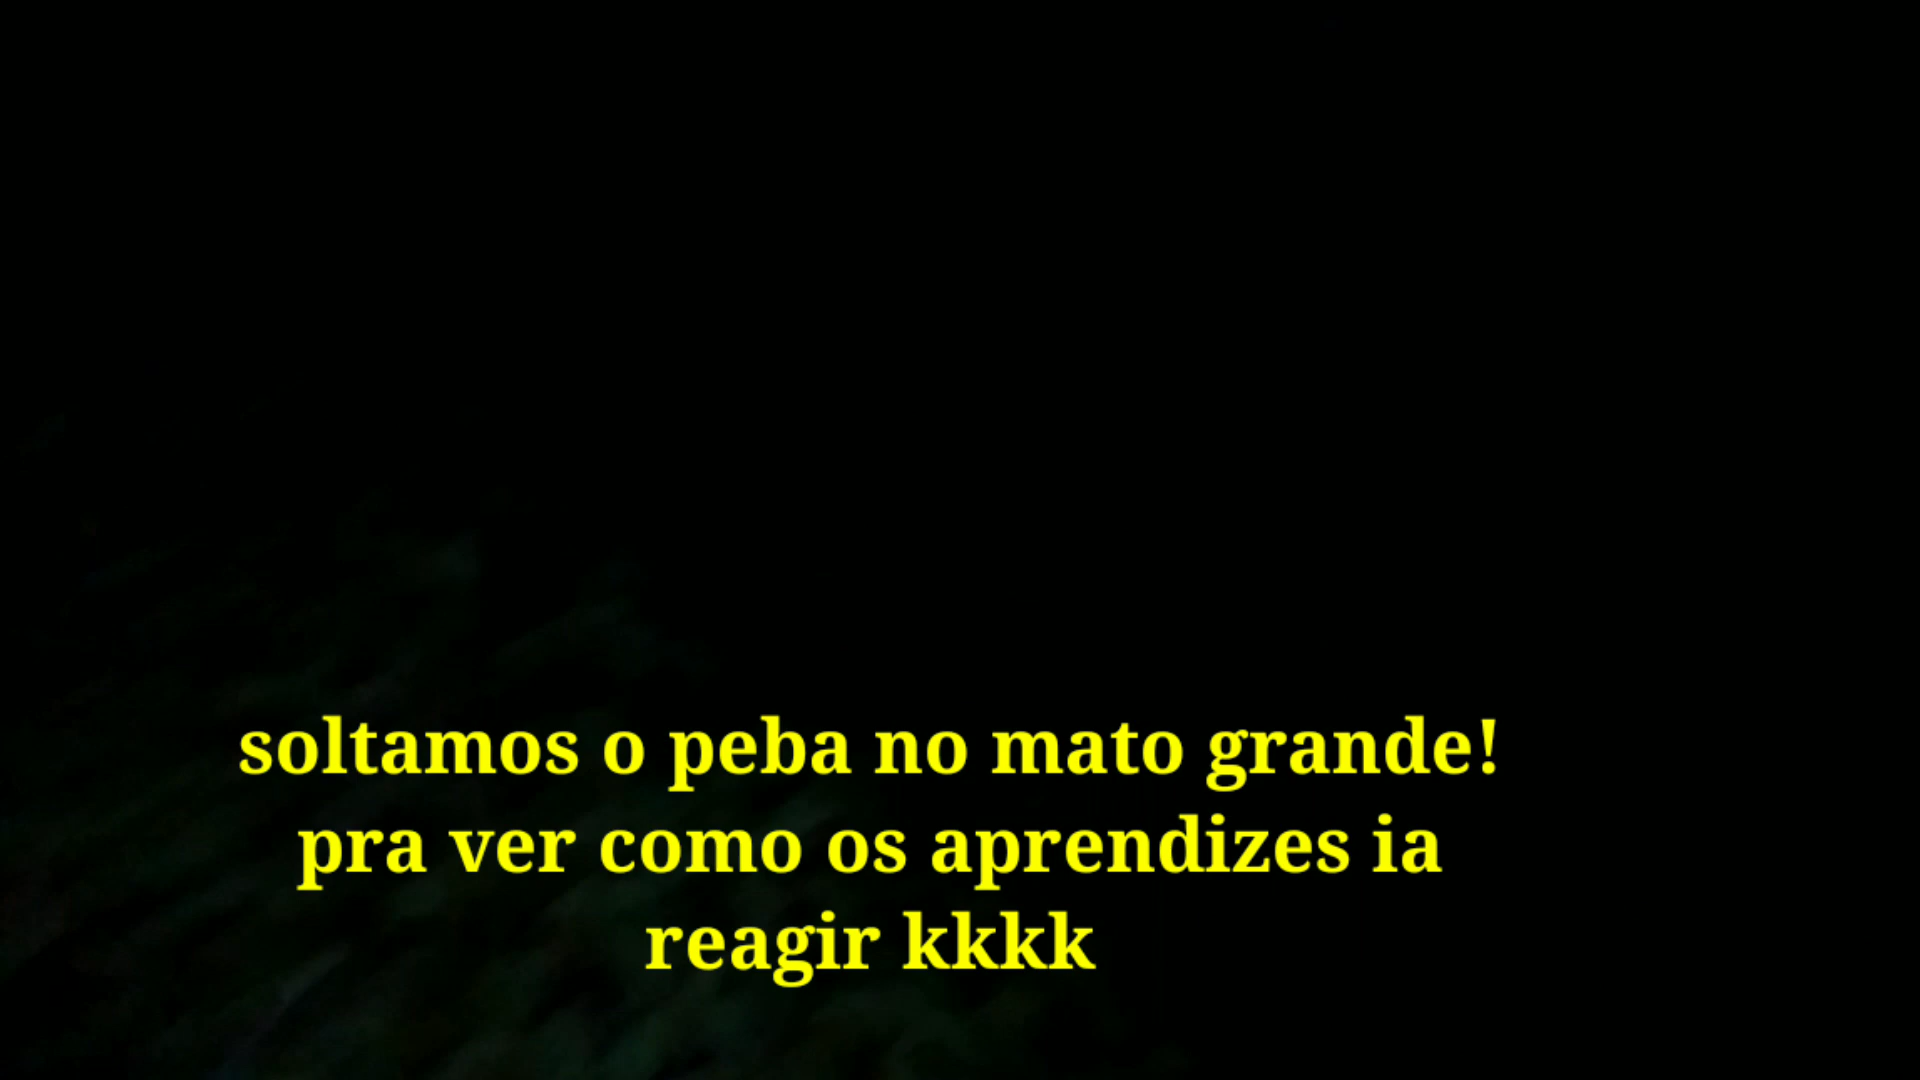 soltamos o peba no mato grande!
pra ver como os aprendizes ia
reagir kkkk